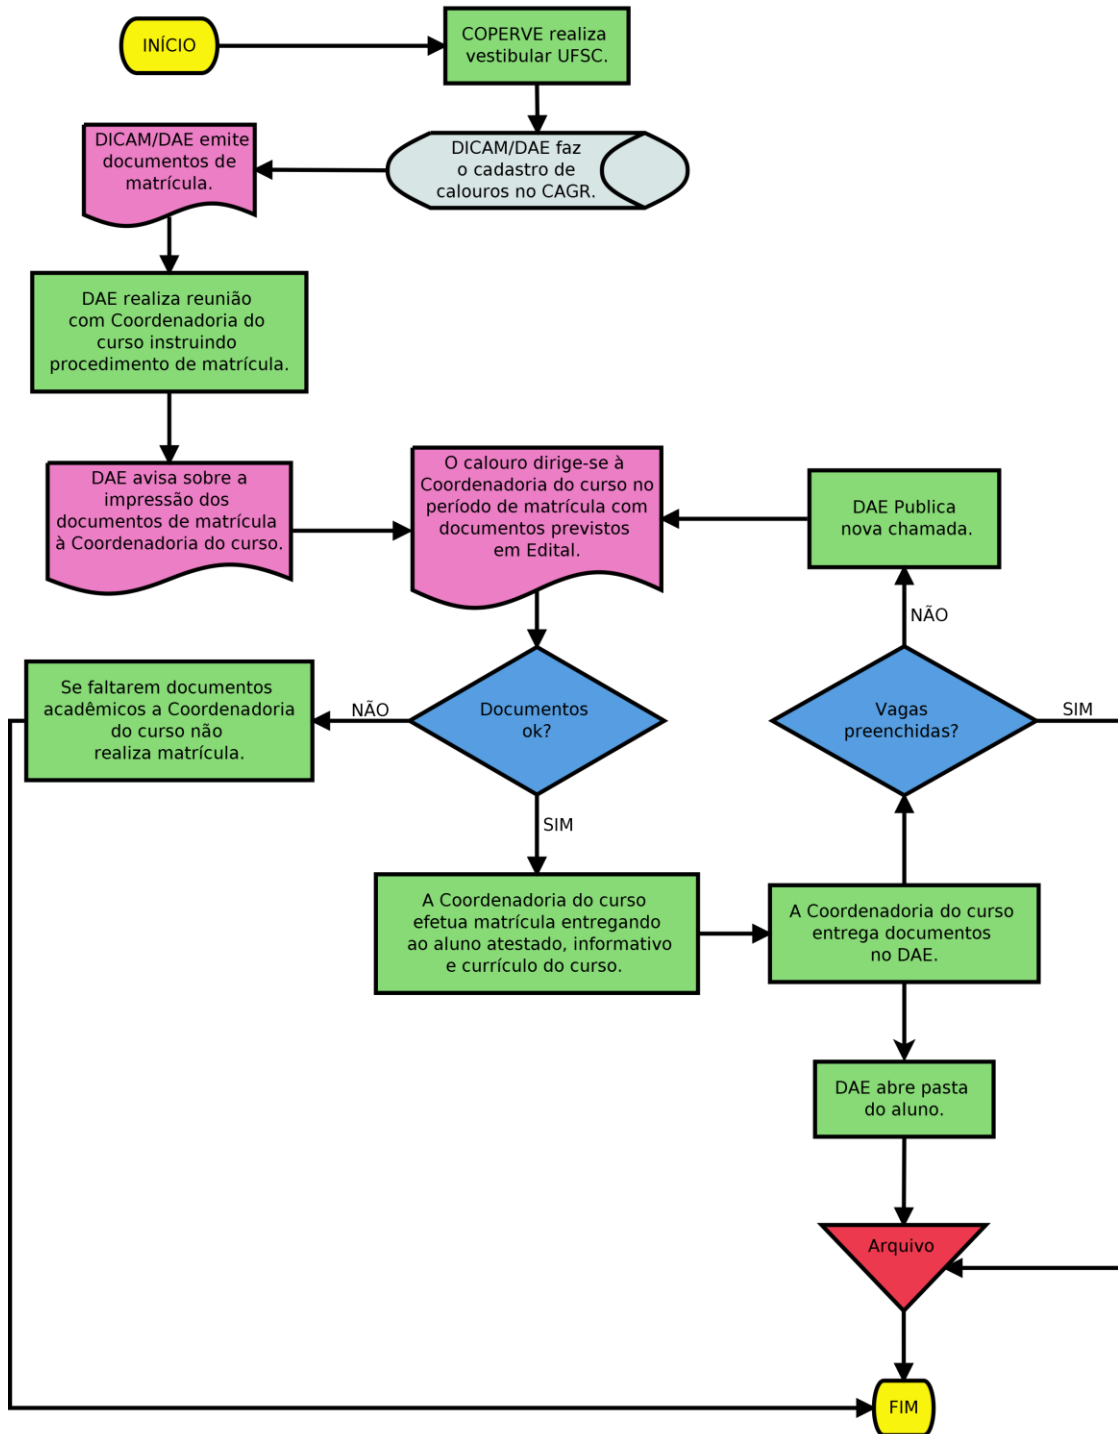 INÍCIO
COPERVE realiza
vestibular UFSC.
DICAM/DAE emite
documentos de
matrícula.
DICAM/DAE faz
o cadastro de
calouros no CAGR.
DAE realiza reunião
com Coordenadoria do
curso instruindo
procedimento de matrícula.
DAE avisa sobre a
impressão dos
documentos de matrícula
à Coordenadoria do curso.
O calouro dirige-se à
Coordenadoria do curso no
período de matrícula com
documentos previstos
em Edital.
DAE Publica
nova chamada.
NÃO
Se faltarem documentos
acadêmicos a Coordenadoria
do curso não
realiza matrícula.
NÃO
Documentos
ok?
Vagas
preenchidas?
SIM
SIM
A Coordenadoria do curso
efetua matrícula entregando
ao aluno atestado, informativo
e currículo do curso.
A Coordenadoria do curso
entrega documentos
no DAE.
DAE abre pasta
do aluno.
Arquivo
FIM